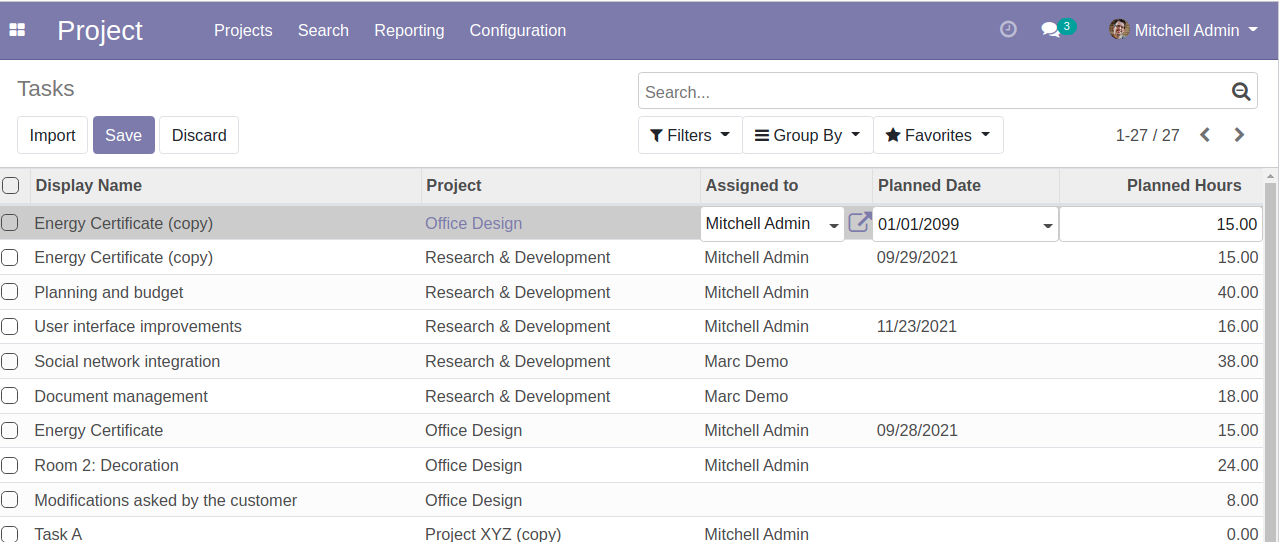 Project Projects Search Reporting Configuration 3 Mitchell Admin
Tasks Search...
Import Save Discard Filters Group By Favorites 1-27 / 27
Display Name Project Assigned to Planned Date Planned Hours
Energy Certificate (copy) Office Design Mitchell Admin 01/01/2099 15.00
Energy Certificate (copy) Research & Development Mitchell Admin 09/29/2021 15.00
Planning and budget Research & Development Mitchell Admin 40.00
User interface improvements Research & Development Mitchell Admin 11/23/2021 16.00
Social network integration Research & Development Marc Demo 38.00
Document management Research & Development Marc Demo 18.00
Energy Certificate Office Design Mitchell Admin 09/28/2021 15.00
Room 2: Decoration Office Design Mitchell Admin 24.00
Modifications asked by the customer Office Design 8.00
Task A Project XYZ (copy) Mitchell Admin 0.00